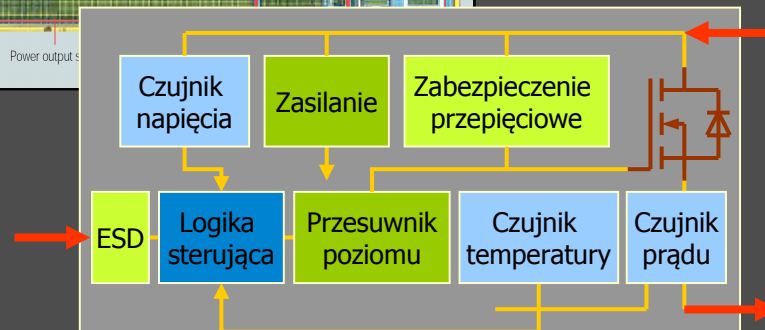 Power output s
Czujnik
napięcia
Zasilanie
Zabezpieczenie
przepięciowe
ESD
Logika
sterująca
Przesuwnik
poziomu
Czujnik
temperatury
Czujnik
prądu